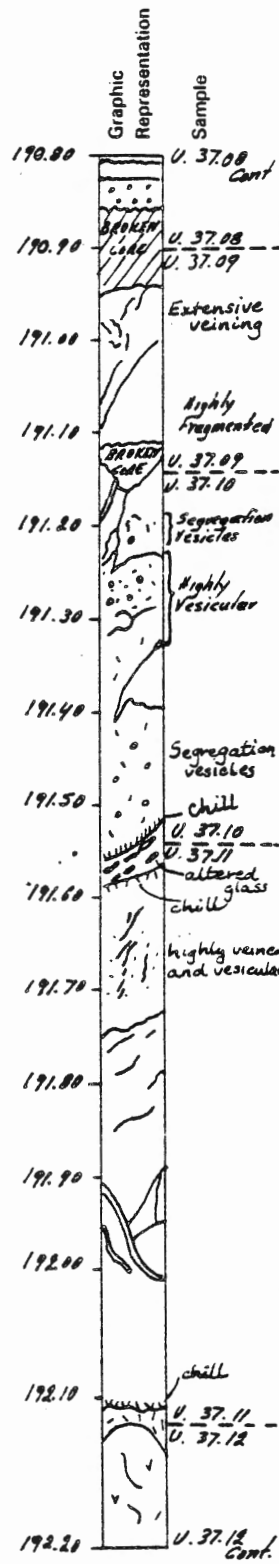 Graphic
Representation
Sample
190.80
U. 37.08
Cont
BROKEN
CORE
190.90
U. 37.08
U. 37.09
Extensive
veining
191.00
Highly
Fragmented
191.10
BROKEN
CORE
U. 37.09
U. 37.10
191.20
Segregation
vesicles
Highly
Vesicular
191.30
191.40
Segregation
vesicles
191.50
chill
U. 37.10
U. 37.11
altered
glass
191.60
chill
highly veined
and vesicular
191.70
191.80
191.90
192.00
192.10
chill
U. 37.11
U. 37.12
192.20
U. 37.12
Cont.